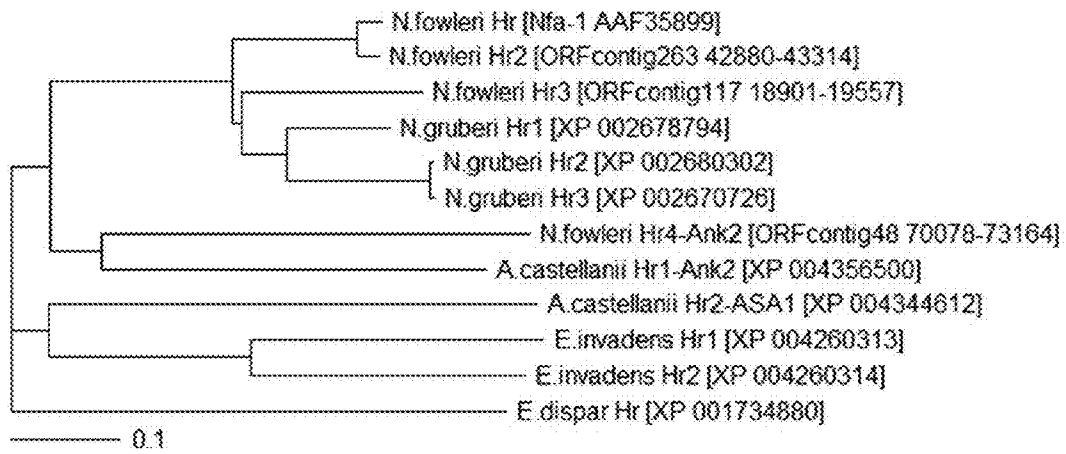 N.fowleri Hr [Nfa-1 AAF35899]
N.fowleri Hr2 [ORFcontig263 42880-43314]
N.fowleri Hr3 [ORFcontig117 18901-19557]
N.gruberi Hr1 [XP 002678794]
N.gruberi Hr2 [XP 002680302]
N.gruberi Hr3 [XP 002670726]
N.fowleri Hr4-Ank2 [ORFcontig48 70078-73164]
A.castellanii Hr1-Ank2 [XP 004356500]
A.castellanii Hr2-ASA1 [XP 004344612]
E.invadens Hr1 [XP 004260313]
E.invadens Hr2 [XP 004260314]
E.dispar Hr [XP 001734880]
0.1